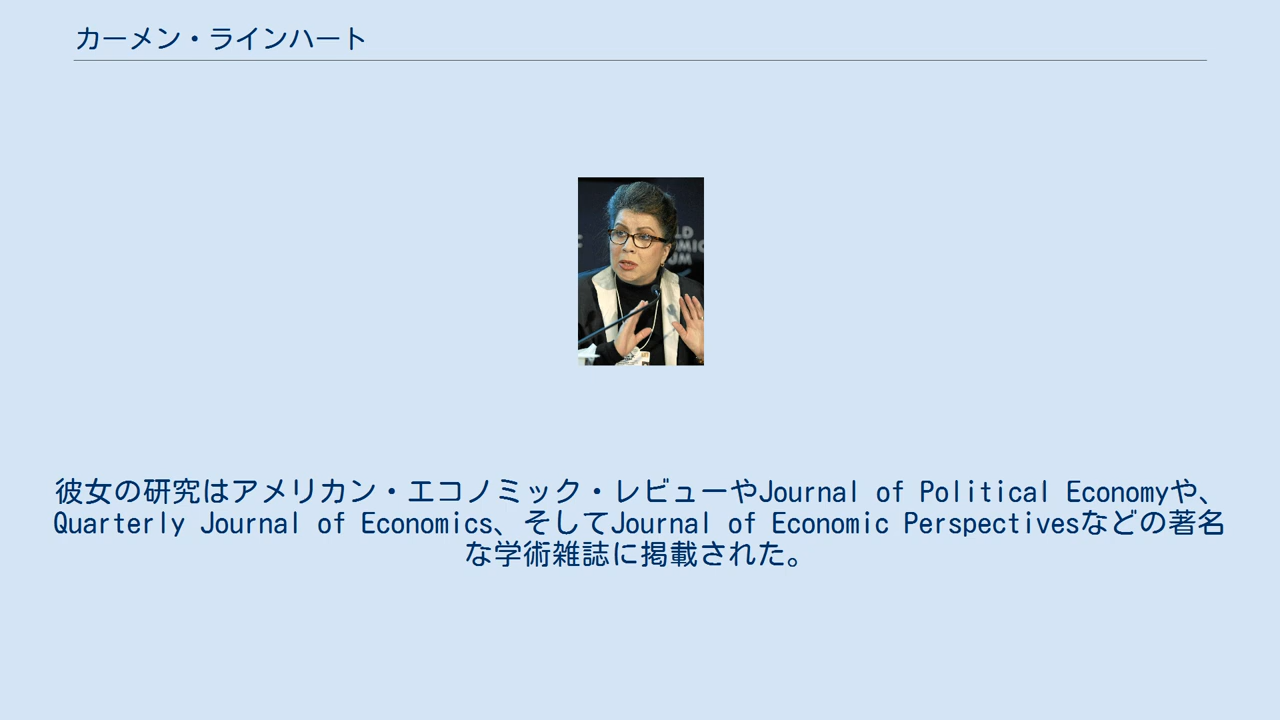 カーメン・ラインハート
LD
OMIC
UM
彼女の研究はアメリカン・エコノミック・レビューやJournal of Political Economyや、
Quarterly Journal of Economics、そしてJournal of Economic Perspectivesなどの著名
な学術雑誌に掲載された。